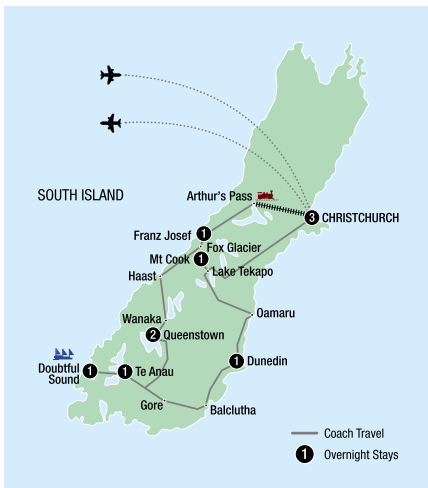 SOUTH ISLAND
Arthur's Pass
3 CHRISTCHURCH
Franz Josef 1
Fox Glacier
Mt Cook 1
Lake Tekapo
Haast
Oamaru
Wanaka
2 Queenstown
Doubtful
Sound
1
1 Te Anau
1 Dunedin
Gore
Balclutha
Coach Travel
1 Overnight Stays